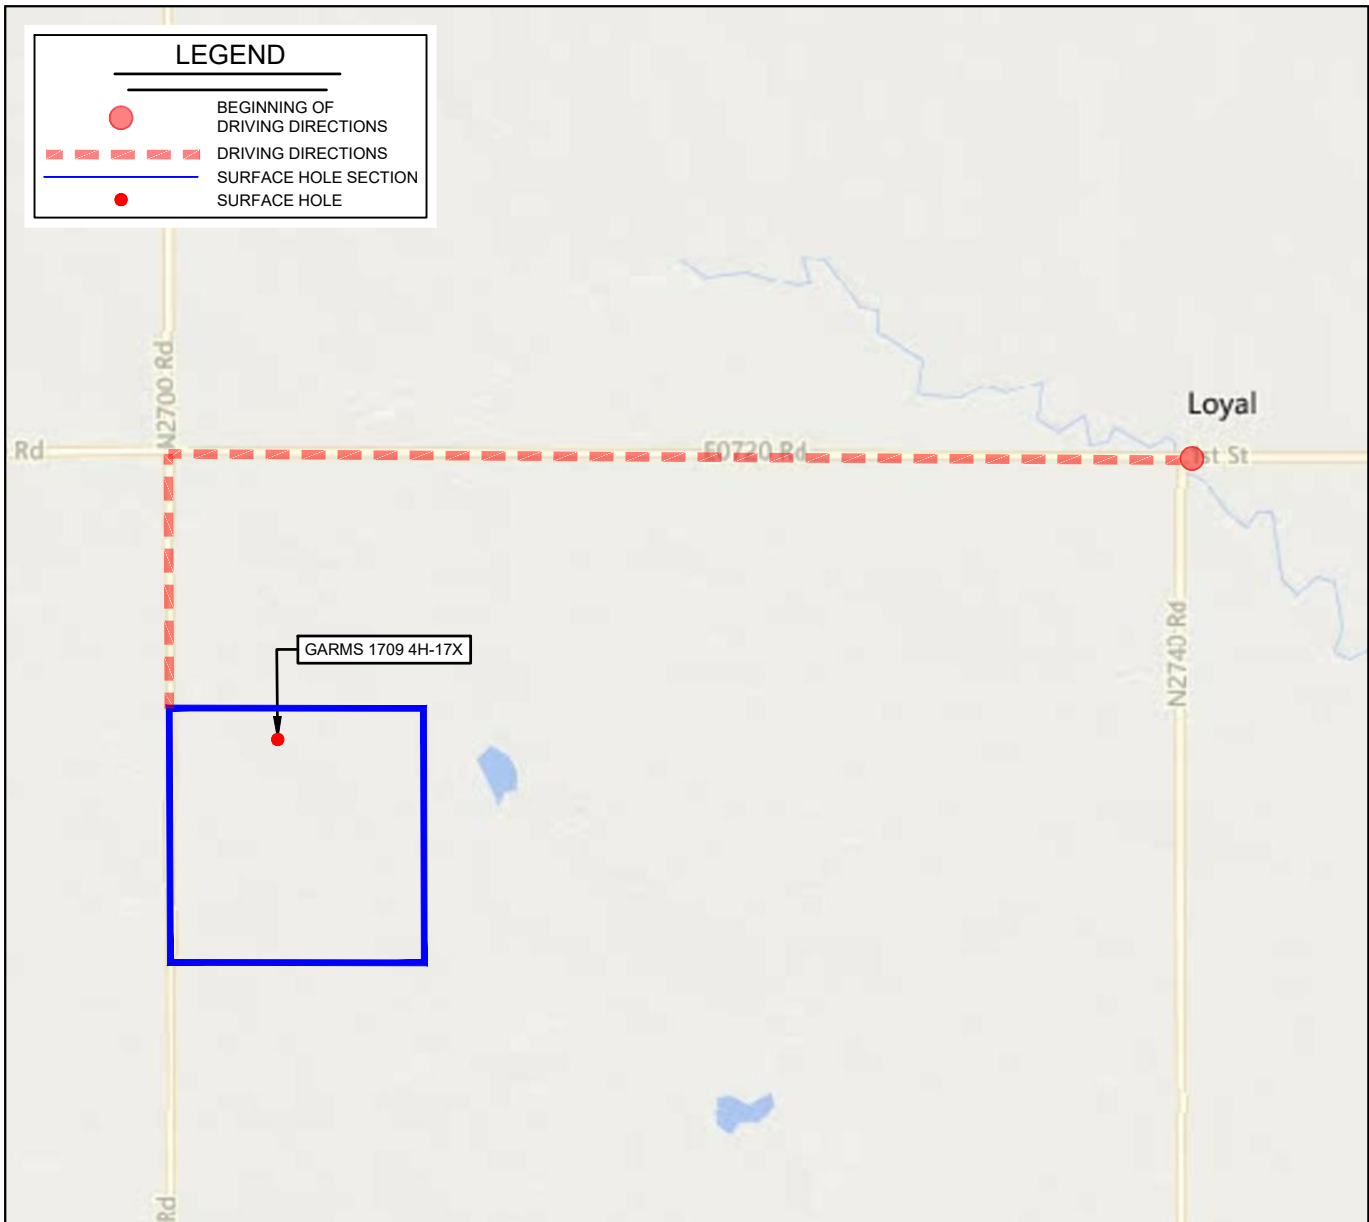 LEGEND
BEGINNING OF
DRIVING DIRECTIONS
DRIVING DIRECTIONS
SURFACE HOLE SECTION
SURFACE HOLE
N2700 Rd
Loyal
Rd
E0720 Rd
1st St
N2740 Rd
GARMS 1709 4H-17X
Rd